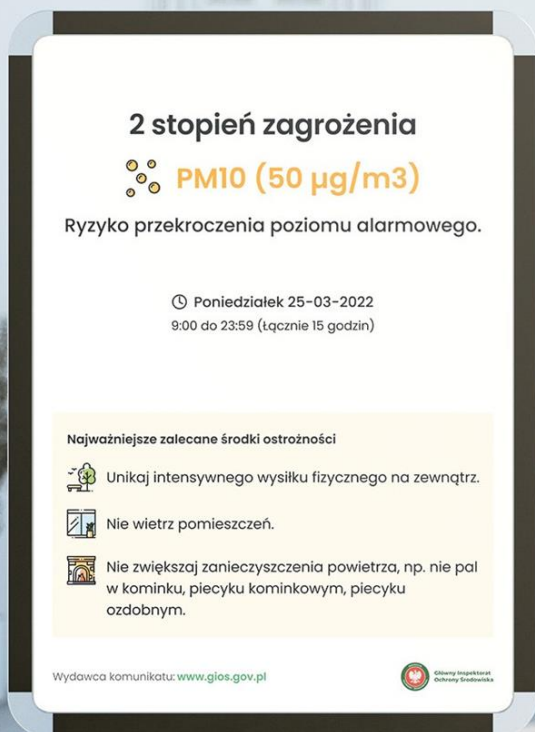 2 stopień zagrożenia
PM10 (50 µg/m3)
Ryzyko przekroczenia poziomu alarmowego.
Poniedziałek 25-03-2022
9:00 do 23:59 (Łącznie 15 godzin)
Najważniejsze zalecane środki ostrożności
Unikaj intensywnego wysiłku fizycznego na zewnątrz.
Nie wietrz pomieszczeń.
Nie zwiększaj zanieczyszczenia powietrza, np. nie pal
w kominku, piecyku kominkowym, piecyku
ozdobnym.
Wydawca komunikatu: www.gios.gov.pl
Główny Inspektorat
Ochrony Środowiska